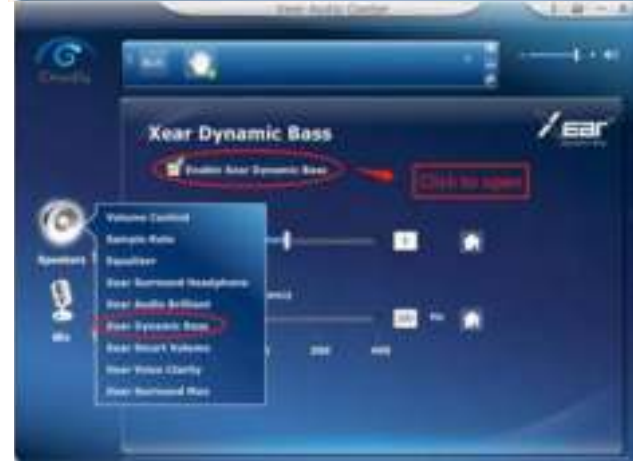 Xear Audio Center
Xear Dynamic Bass
Xear
Enable Xear Dynamic Bass
Click to open
Volume Control
Sample Rate
Equalizer
Xear Surround Headphone
Xear Audio Brilliant
Xear Dynamic Bass
Xear Smart Volume
Xear Voice Clarity
Xear Surround Max
Speakers
Mic
Hz